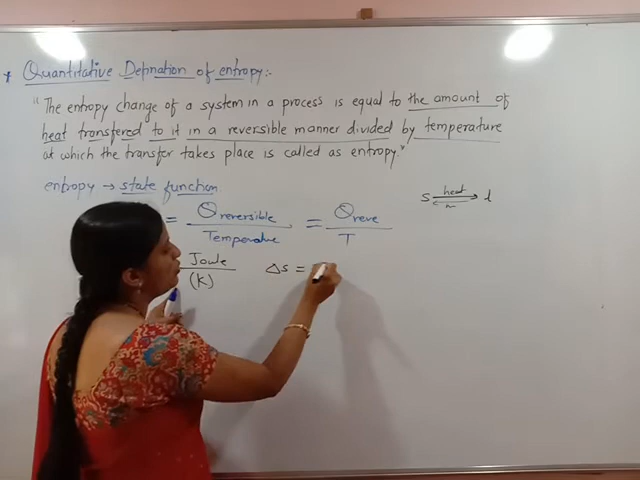 * Quantitative Defination of entropy:-
"The entropy change of a system in a process is equal to the amount of
heat transferred to it in a reversible manner divided by temperature
at which the transfer takes place is called as entropy."
entropy → state function
s heat → l
= Qreversible / Temperature = Qreve / T
Joule / (K)
Δs =